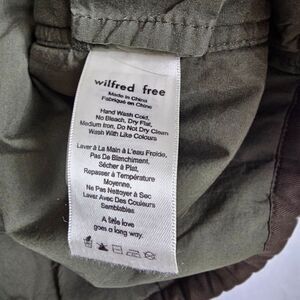 wilfred free
Made in China
Fabriqué en Chine
Hand Wash Cold,
No Bleach, Dry Flat,
Medium Iron, Do Not Dry Clean
Wash With Like Colours
Laver À La Main À L'eau Froide,
Pas De Blanchiment,
Sécher À Plat,
Repasser à Température
Moyenne,
Ne Pas Nettoyer à Sec
Laver Avec Des Couleurs
Semblables
A little love
goes a long way.